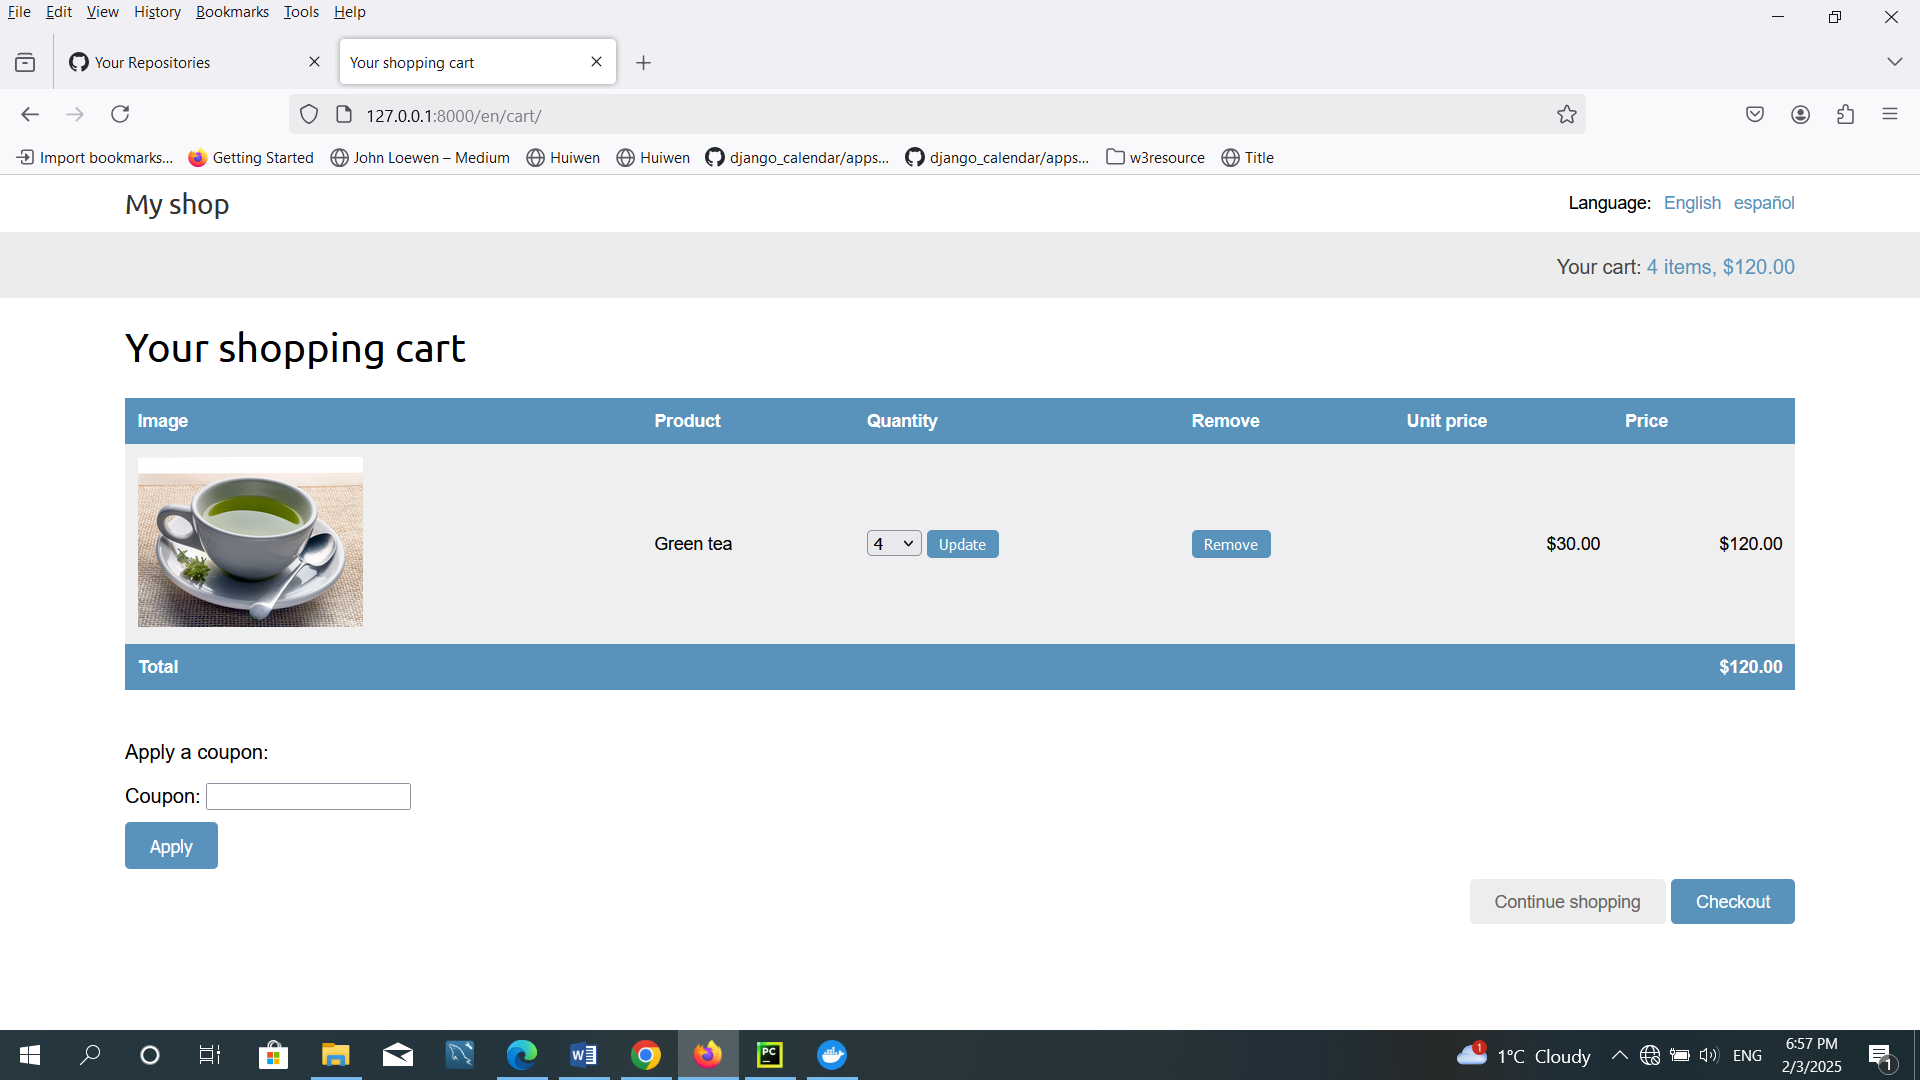 File Edit View History Bookmarks Tools Help
Your Repositories
Your shopping cart
127.0.0.1:8000/en/cart/
Import bookmarks... Getting Started John Loewen – Medium Huiwen Huiwen django_calendar/apps... django_calendar/apps... w3resource Title
My shop
Language: English español
Your cart: 4 items, $120.00
Your shopping cart
Image Product Quantity Remove Unit price Price
Green tea 4 Update Remove $30.00 $120.00
Total $120.00
Apply a coupon:
Coupon:
Apply
Continue shopping Checkout
W PC 1 1°C Cloudy ENG 6:57 PM
2/3/2025 1